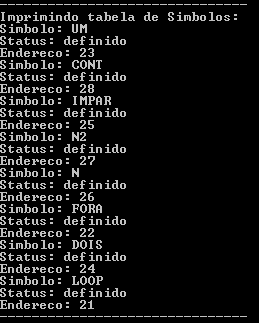 ------------------------------
Imprimindo tabela de Simbolos:
Simbolo: UM
Status: definido
Endereco: 23
Simbolo: CONT
Status: definido
Endereco: 28
Simbolo: IMPAR
Status: definido
Endereco: 25
Simbolo: N2
Status: definido
Endereco: 27
Simbolo: N
Status: definido
Endereco: 26
Simbolo: FORA
Status: definido
Endereco: 22
Simbolo: DOIS
Status: definido
Endereco: 24
Simbolo: LOOP
Status: definido
Endereco: 21
------------------------------